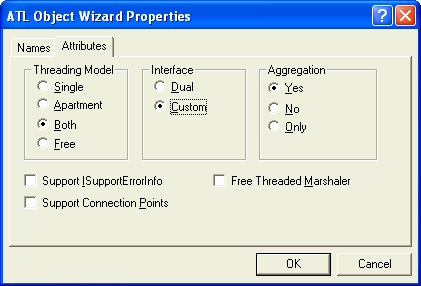 ATL Object Wizard Properties
Names Attributes
Threading Model
Single
Apartment
Both
Free
Interface
Dual
Custom
Aggregation
Yes
No
Only
Support ISupportErrorInfo
Free Threaded Marshaler
Support Connection Points
OK Cancel